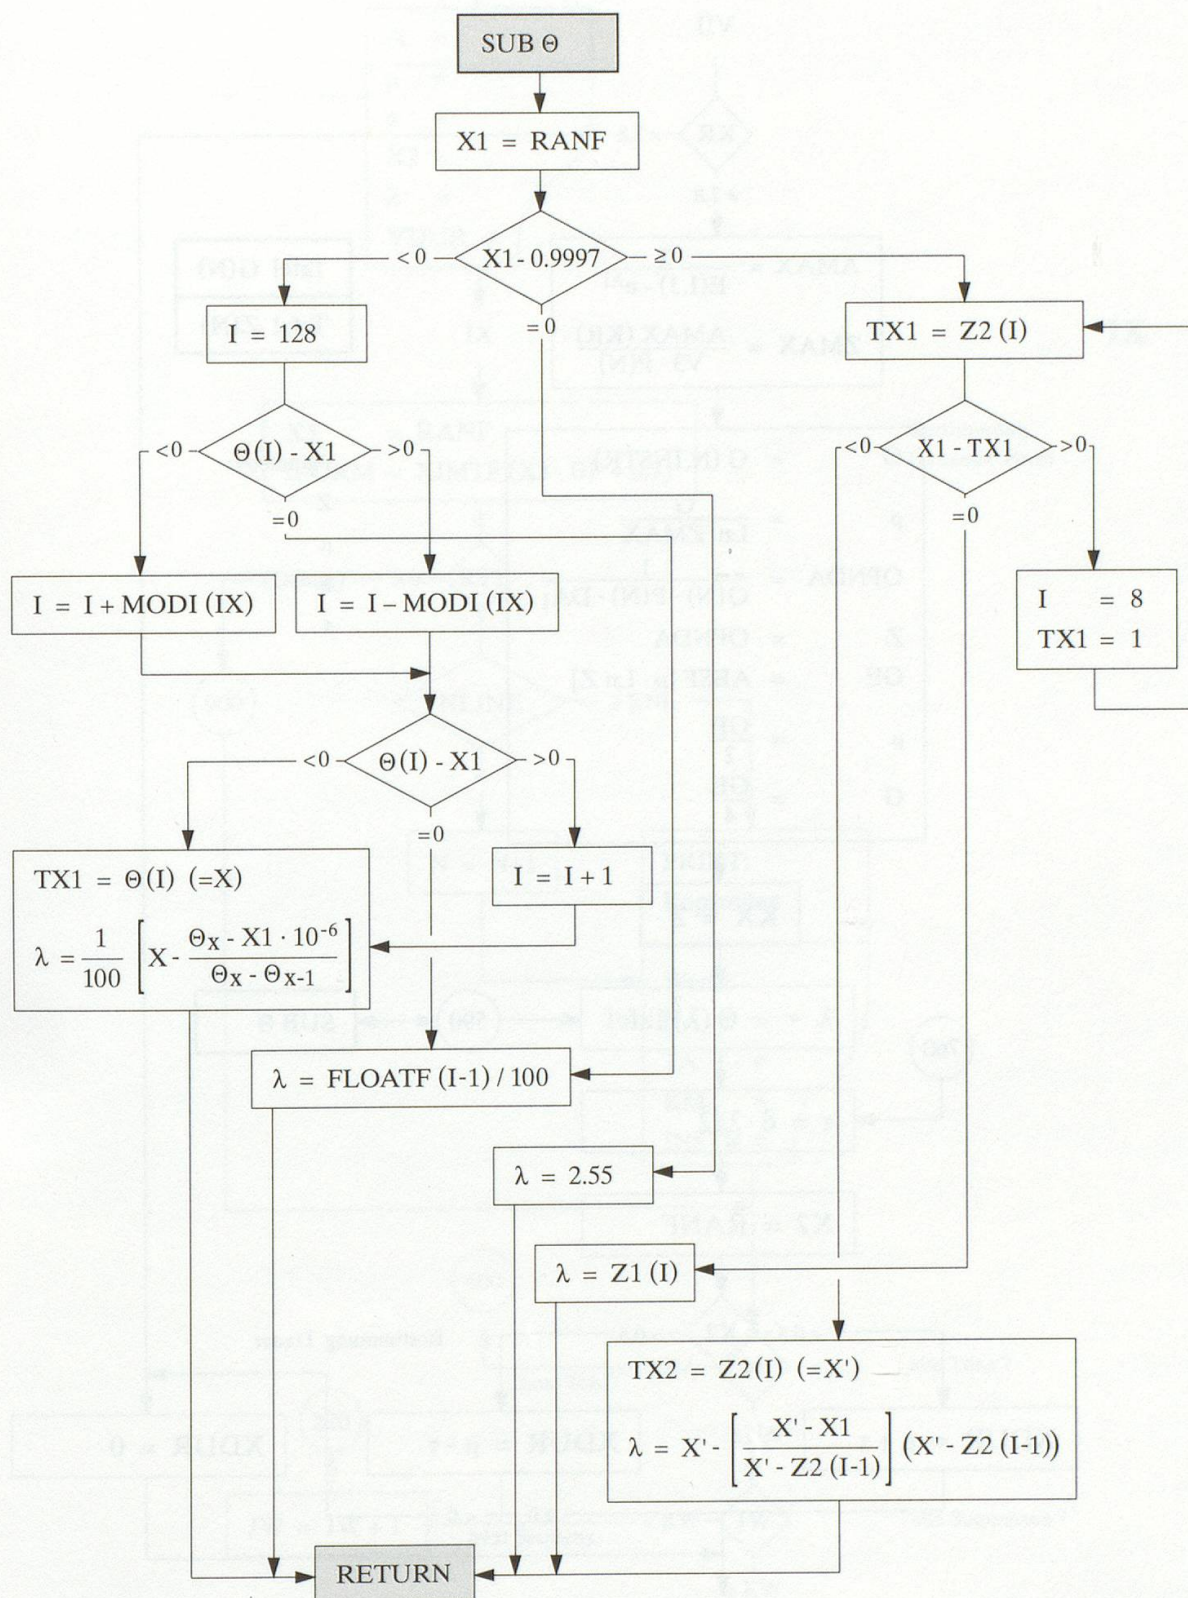 SUB Θ
X1 = RANF
<0
X1 - 0.9997
≥0
=0
I = 128
TX1 = Z2 (I)
<0
Θ(I) - X1
>0
=0
<0
X1 - TX1
>0
=0
I = I + MODI (IX)
I = I – MODI (IX)
I = 8
TX1 = 1
<0
Θ(I) - X1
>0
=0
TX1 = Θ(I) (=X)
λ = 1/100 [X - (Θx - X1 · 10⁻⁶)/(Θx - Θx-1)]
I = I + 1
λ = FLOATF (I-1) / 100
λ = 2.55
λ = Z1 (I)
TX2 = Z2 (I) (=X')
λ = X' - [(X' - X1)/(X' - Z2 (I-1))] (X' - Z2 (I-1))
RETURN